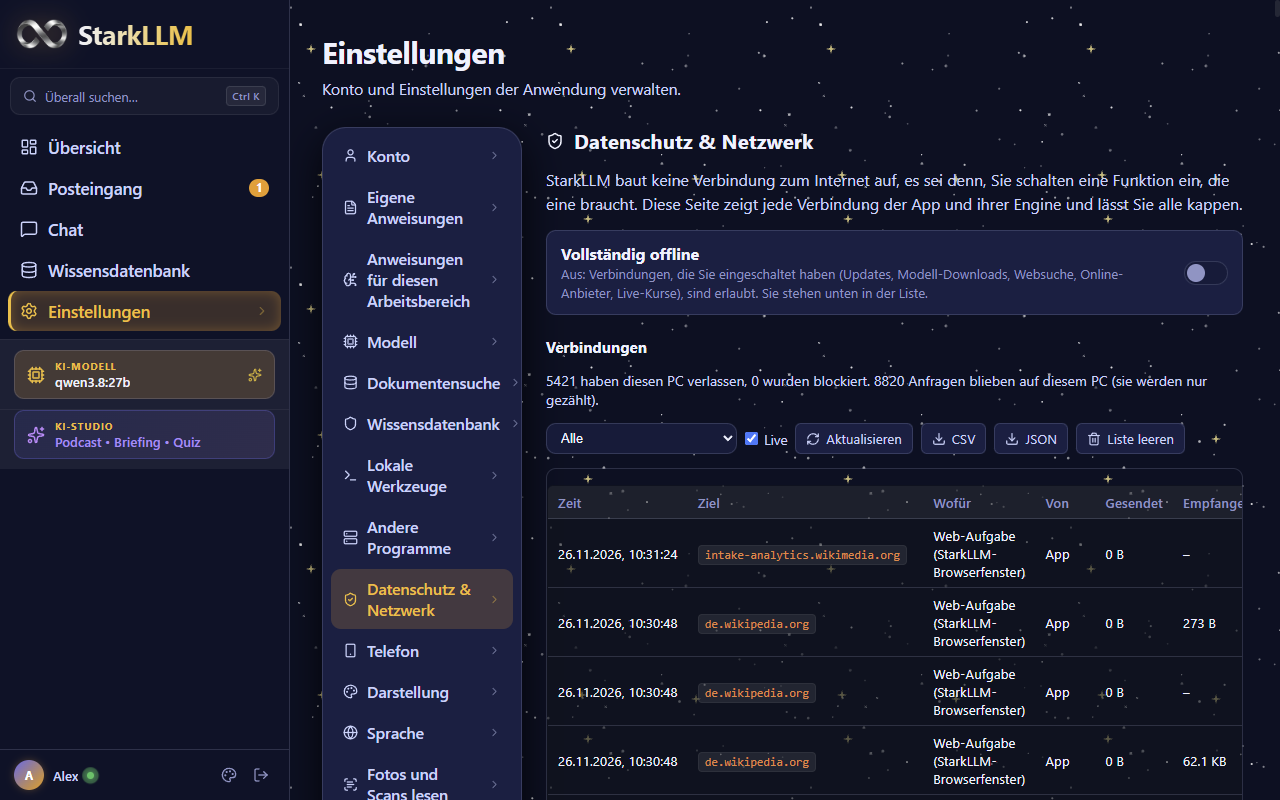 StarkLLM
Überall suchen...
Ctrl K
Übersicht
Posteingang
1
Chat
Wissensdatenbank
Einstellungen
KI-MODELL
qwen3.8:27b
KI-STUDIO
Podcast • Briefing • Quiz
A
Alex
Einstellungen
Konto und Einstellungen der Anwendung verwalten.
Konto
Eigene
Anweisungen
Anweisungen
für diesen
Arbeitsbereich
Modell
Dokumentensuche
Wissensdatenbank
Lokale
Werkzeuge
Andere
Programme
Datenschutz &
Netzwerk
Telefon
Darstellung
Sprache
Fotos und
Scans lesen
Datenschutz & Netzwerk
StarkLLM baut keine Verbindung zum Internet auf, es sei denn, Sie schalten eine Funktion ein, die
eine braucht. Diese Seite zeigt jede Verbindung der App und ihrer Engine und lässt Sie alle kappen.
Vollständig offline
Aus: Verbindungen, die Sie eingeschaltet haben (Updates, Modell-Downloads, Websuche, Online-
Anbieter, Live-Kurse), sind erlaubt. Sie stehen unten in der Liste.
Verbindungen
5421 haben diesen PC verlassen, 0 wurden blockiert. 8820 Anfragen blieben auf diesem PC (sie werden nur
gezählt).
Alle
Live
Aktualisieren
CSV
JSON
Liste leeren
Zeit Ziel Wofür Von Gesendet Empfange
26.11.2026, 10:31:24 intake-analytics.wikimedia.org Web-Aufgabe (StarkLLM-Browserfenster) App 0 B –
26.11.2026, 10:30:48 de.wikipedia.org Web-Aufgabe (StarkLLM-Browserfenster) App 0 B 273 B
26.11.2026, 10:30:48 de.wikipedia.org Web-Aufgabe (StarkLLM-Browserfenster) App 0 B –
26.11.2026, 10:30:48 de.wikipedia.org Web-Aufgabe (StarkLLM-Browserfenster) App 0 B 62.1 KB